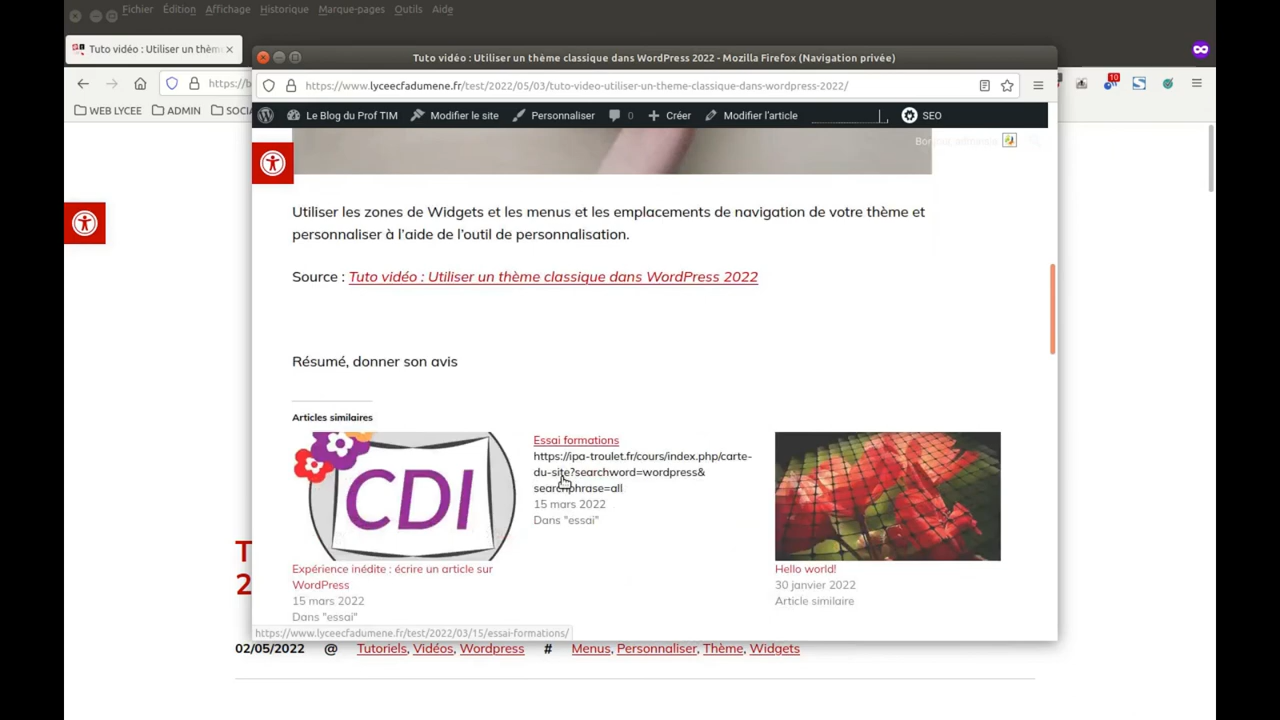 Fichier Édition Affichage Historique Marque-pages Outils Aide
Tuto vidéo : Utiliser un thèm
https://b
10
WEB LYCEE ADMIN SOCI
Tuto vidéo : Utiliser un thème classique dans WordPress 2022 - Mozilla Firefox (Navigation privée)
https://www.lyceecfadumene.fr/test/2022/05/03/tuto-video-utiliser-un-theme-classique-dans-wordpress-2022/
Le Blog du Prof TIM Modifier le site Personnaliser 0 Créer Modifier l'article SEO
Utiliser les zones de Widgets et les menus et les emplacements de navigation de votre thème et
personnaliser à l'aide de l'outil de personnalisation.
Source : Tuto vidéo : Utiliser un thème classique dans WordPress 2022
Résumé, donner son avis
Articles similaires
CDI
Expérience inédite : écrire un article sur
WordPress
15 mars 2022
Dans "essai"
Essai formations
https://ipa-troulet.fr/cours/index.php/carte-
du-site?searchword=wordpress&
searchphrase=all
15 mars 2022
Dans "essai"
Hello world!
30 janvier 2022
Article similaire
https://www.lyceecfadumene.fr/test/2022/03/15/essai-formations/
T
2
02/05/2022 @ Tutoriels, Vidéos, Wordpress # Menus, Personnaliser, Thème, Widgets